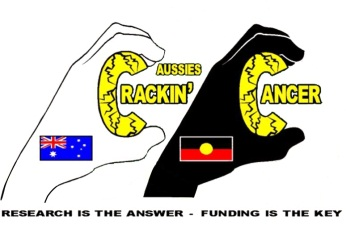 AUSSIES
CRACKIN' CANCER
RESEARCH IS THE ANSWER - FUNDING IS THE KEY